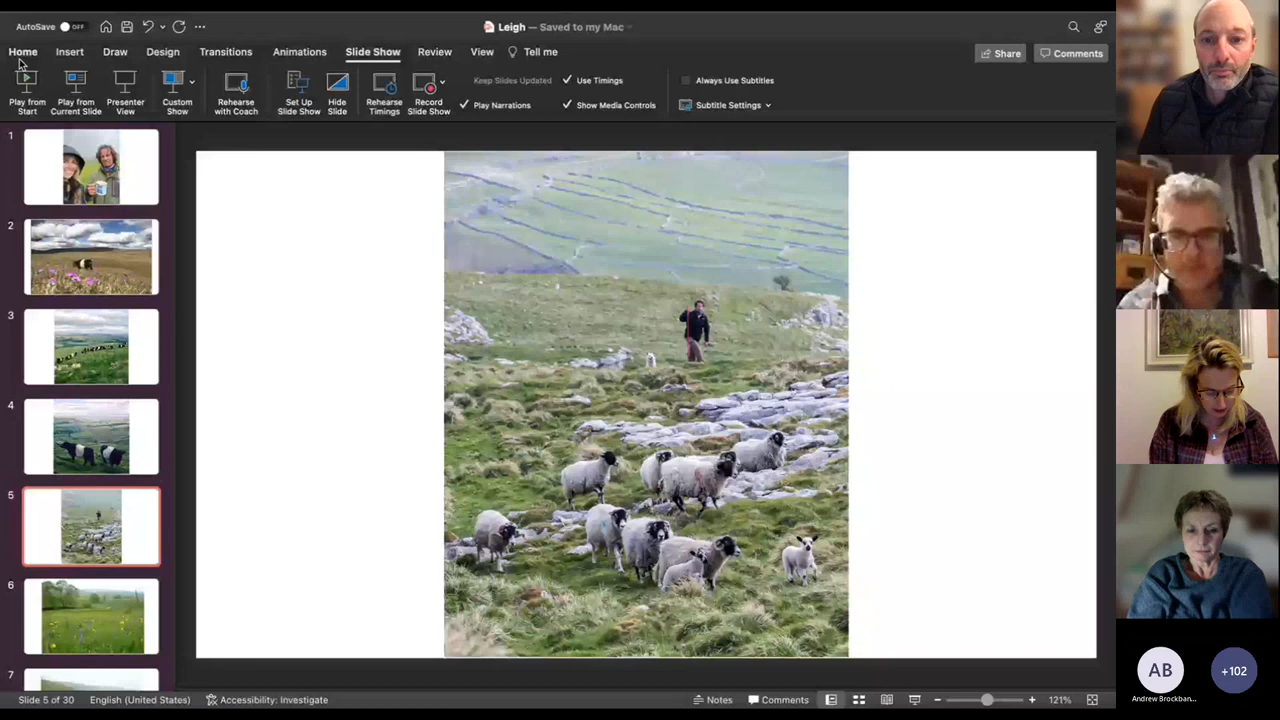 AutoSave OFF
Leigh — Saved to my Mac
Home Insert Draw Design Transitions Animations Slide Show Review View Tell me
Share Comments
Play from Start
Play from Current Slide
Presenter View
Custom Show
Rehearse with Coach
Set Up Slide Show
Hide Slide
Rehearse Timings
Record Slide Show
Keep Slides Updated
Use Timings
Play Narrations
Show Media Controls
Always Use Subtitles
Subtitle Settings
1
2
3
4
5
6
7
Slide 5 of 30 English (United States) Accessibility: Investigate Notes Comments 121%
AB
Andrew Brockban...
+102